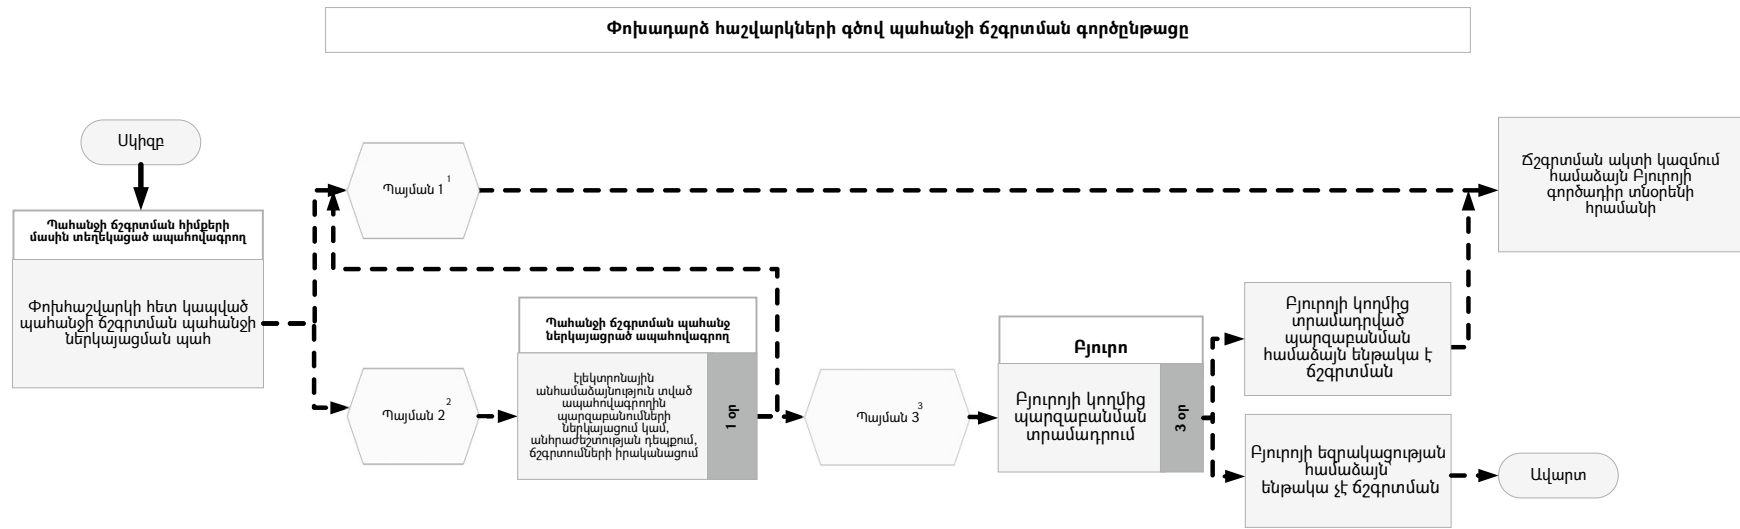 Փոխադարձ հաշվարկների գծով պահանջի ճշգրտման գործընթացը
Սկիզբ
Պահանջի ճշգրտման հիմքերի
մասին տեղեկացած ապահովագրող
Փոխհաշվարկի հետ կապված
պահանջի ճշգրտման պահանջի
ներկայացման պահ
Պայման 1 1
Պայման 2 2
Պահանջի ճշգրտման պահանջ
ներկայացրած ապահովագրող
Էլեկտրոնային
անհամաձայնություն տված
ապահովագրողին
պարզաբանումների
ներկայացում կամ,
անհրաժեշտության դեպքում,
ճշգրտումների իրականացում
1 օր
Պայման 3 3
Բյուրո
Բյուրոյի կողմից
պարզաբանման
տրամադրում
3 օր
Բյուրոյի կողմից
տրամադրված
պարզաբանման
համաձայն ենթակա է
ճշգրտման
Բյուրոյի եզրակացության
համաձայն՝
ենթակա չէ ճշգրտման
Ճշգրտման ակտի կազմում
համաձայն Բյուրոյի
գործադիր տնօրենի
հրամանի
Ավարտ